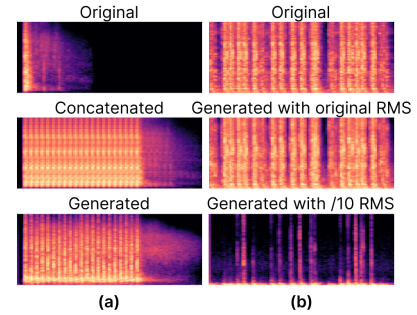 Original
Original
Concatenated
Generated with original RMS
Generated
Generated with /10 RMS
(a)
(b)